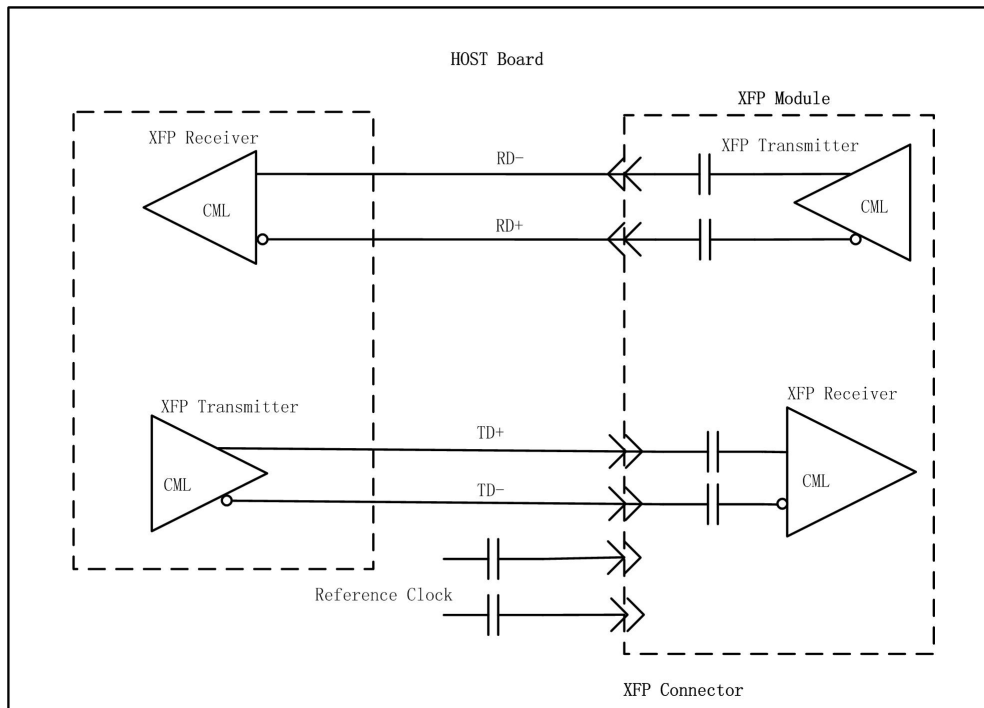 HOST Board
XFP Module
XFP Receiver
XFP Transmitter
RD-
CML
CML
RD+
XFP Receiver
XFP Transmitter
TD+
CML
CML
TD-
Reference Clock
XFP Connector